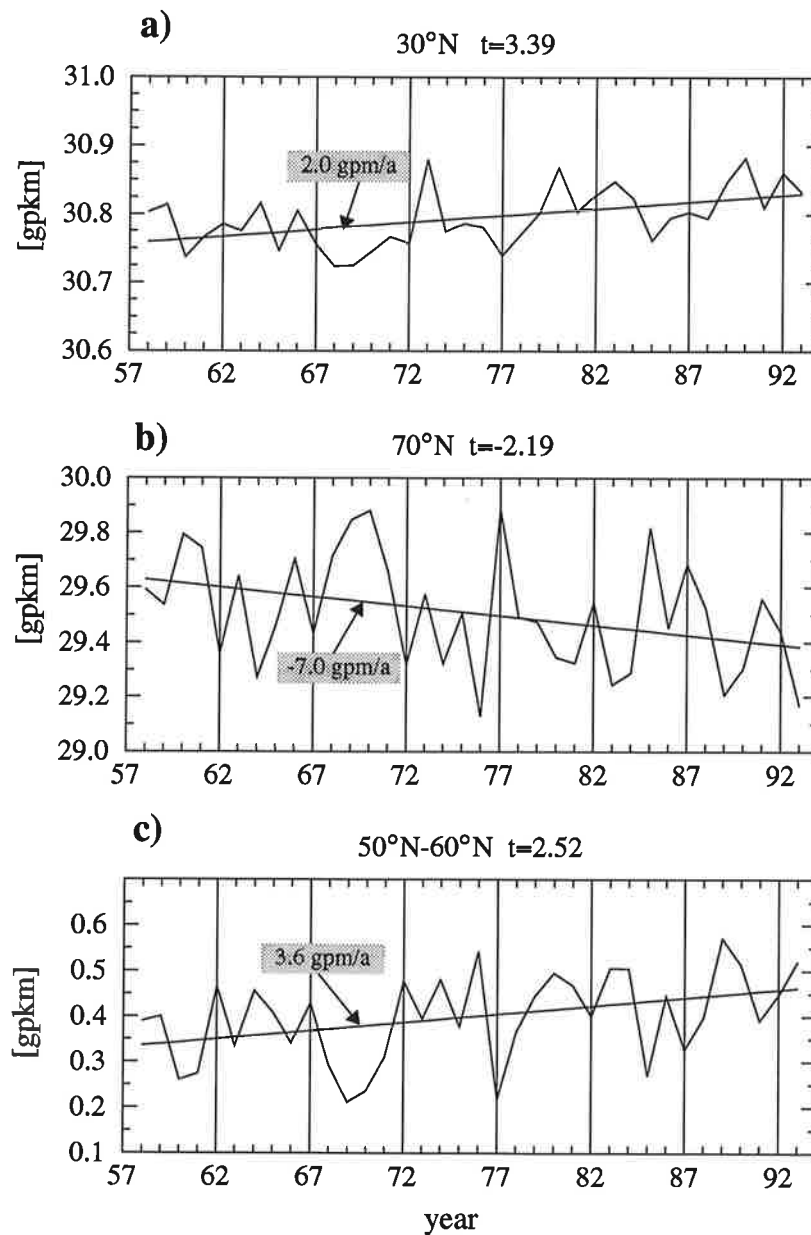 a)
30°N t=3.39
31.0
30.9
30.8
30.7
30.6
[gpkm]
2.0 gpm/a
57 62 67 72 77 82 87 92
b)
70°N t=-2.19
30.0
29.8
29.6
29.4
29.2
29.0
[gpkm]
-7.0 gpm/a
57 62 67 72 77 82 87 92
c)
50°N-60°N t=2.52
0.6
0.5
0.4
0.3
0.2
0.1
[gpkm]
3.6 gpm/a
57 62 67 72 77 82 87 92
year